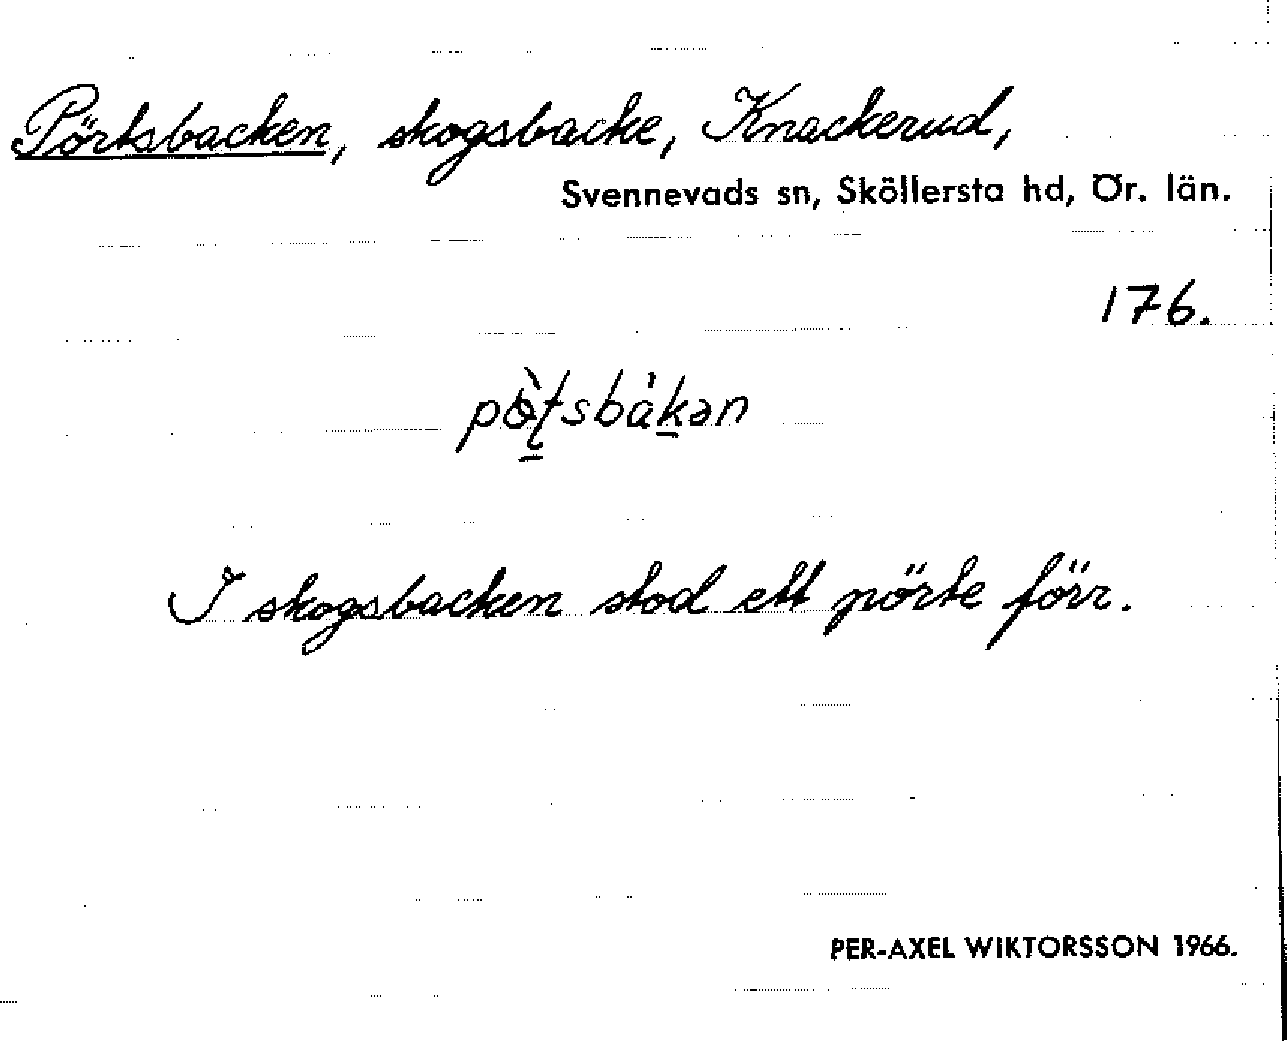 Pörtsbacken, skogsbacke, Knackerud,
Svennevads sn, Sköllersta hd, Ör. län.
176.
I skogsbacken stod ett pörte förr.
PER-AXEL WIKTORSSON 1966.